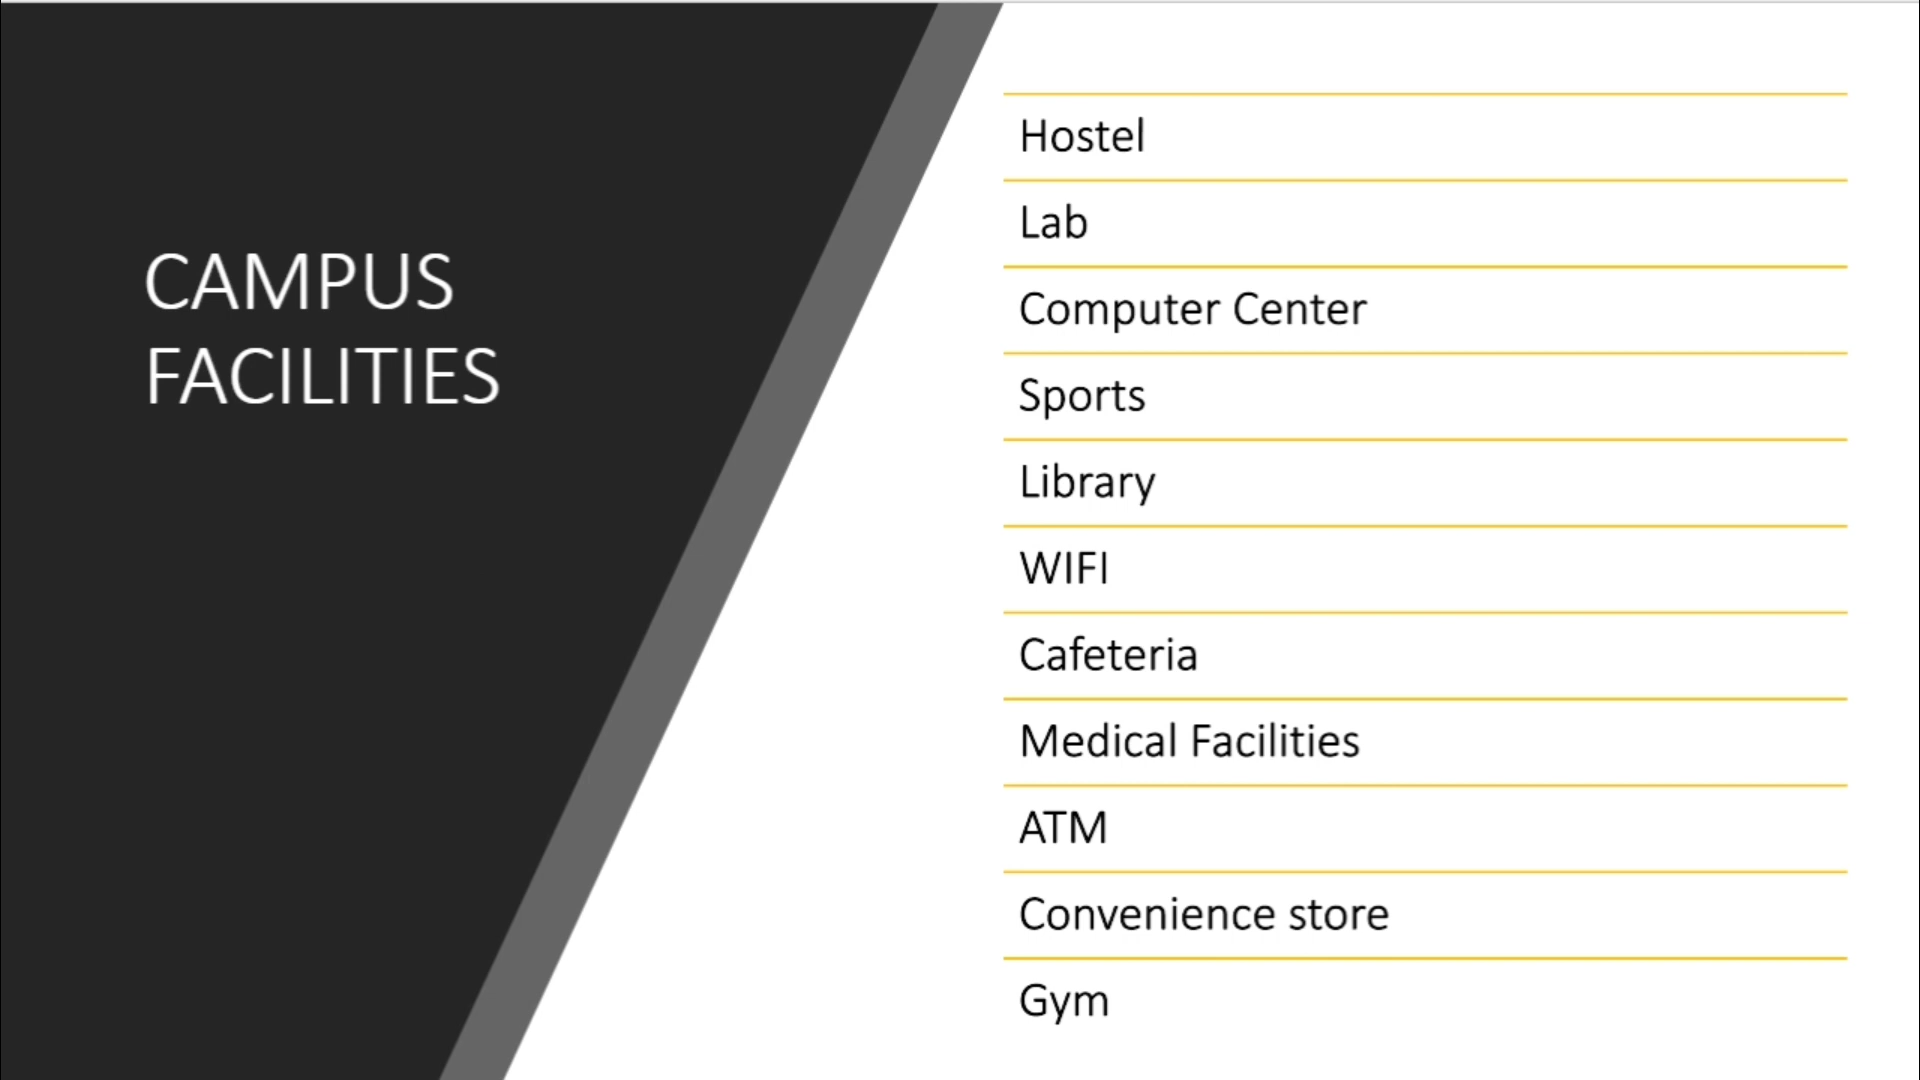 CAMPUS
FACILITIES
Hostel
Lab
Computer Center
Sports
Library
WIFI
Cafeteria
Medical Facilities
ATM
Convenience store
Gym